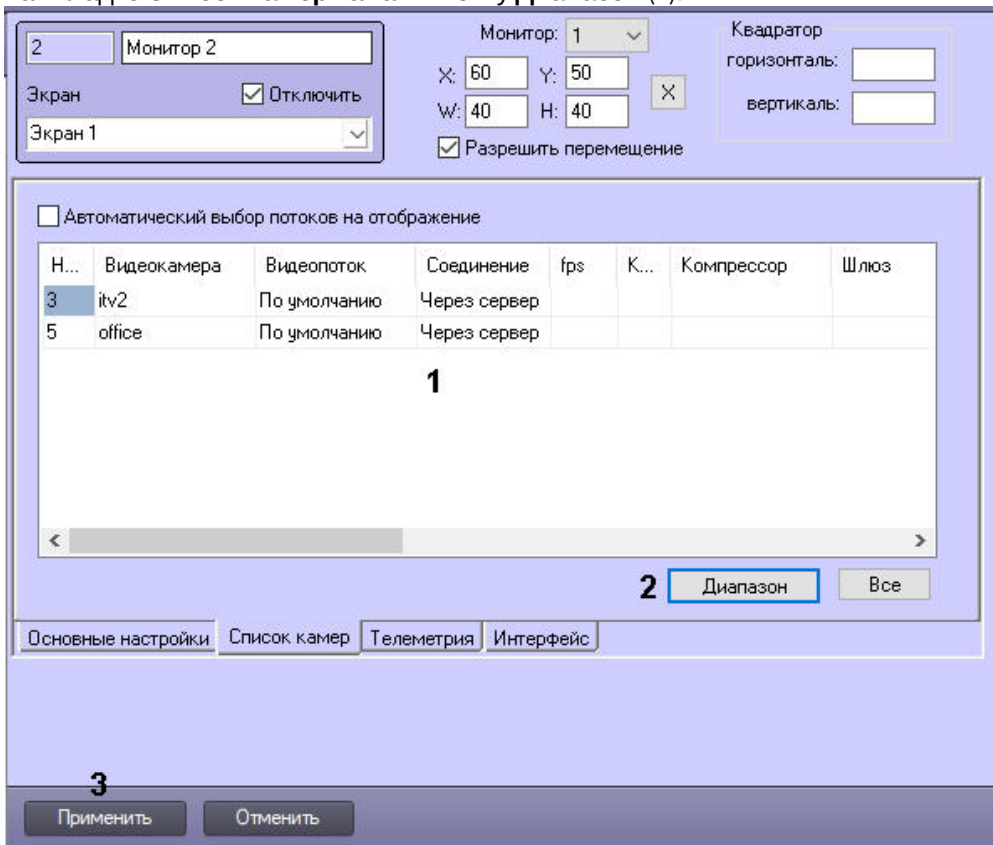 2 Монитор 2
Экран Отключить
Экран 1
Монитор: 1
X: 60 Y: 50
W: 40 H: 40
X
Разрешить перемещение
Квадратор
горизонталь:
вертикаль:
Автоматический выбор потоков на отображение
Н... Видеокамера Видеопоток Соединение fps К... Компрессор Шлюз
3 itv2 По умолчанию Через сервер
5 office По умолчанию Через сервер
1
2 Диапазон Все
Основные настройки Список камер Телеметрия Интерфейс
3
Применить Отменить